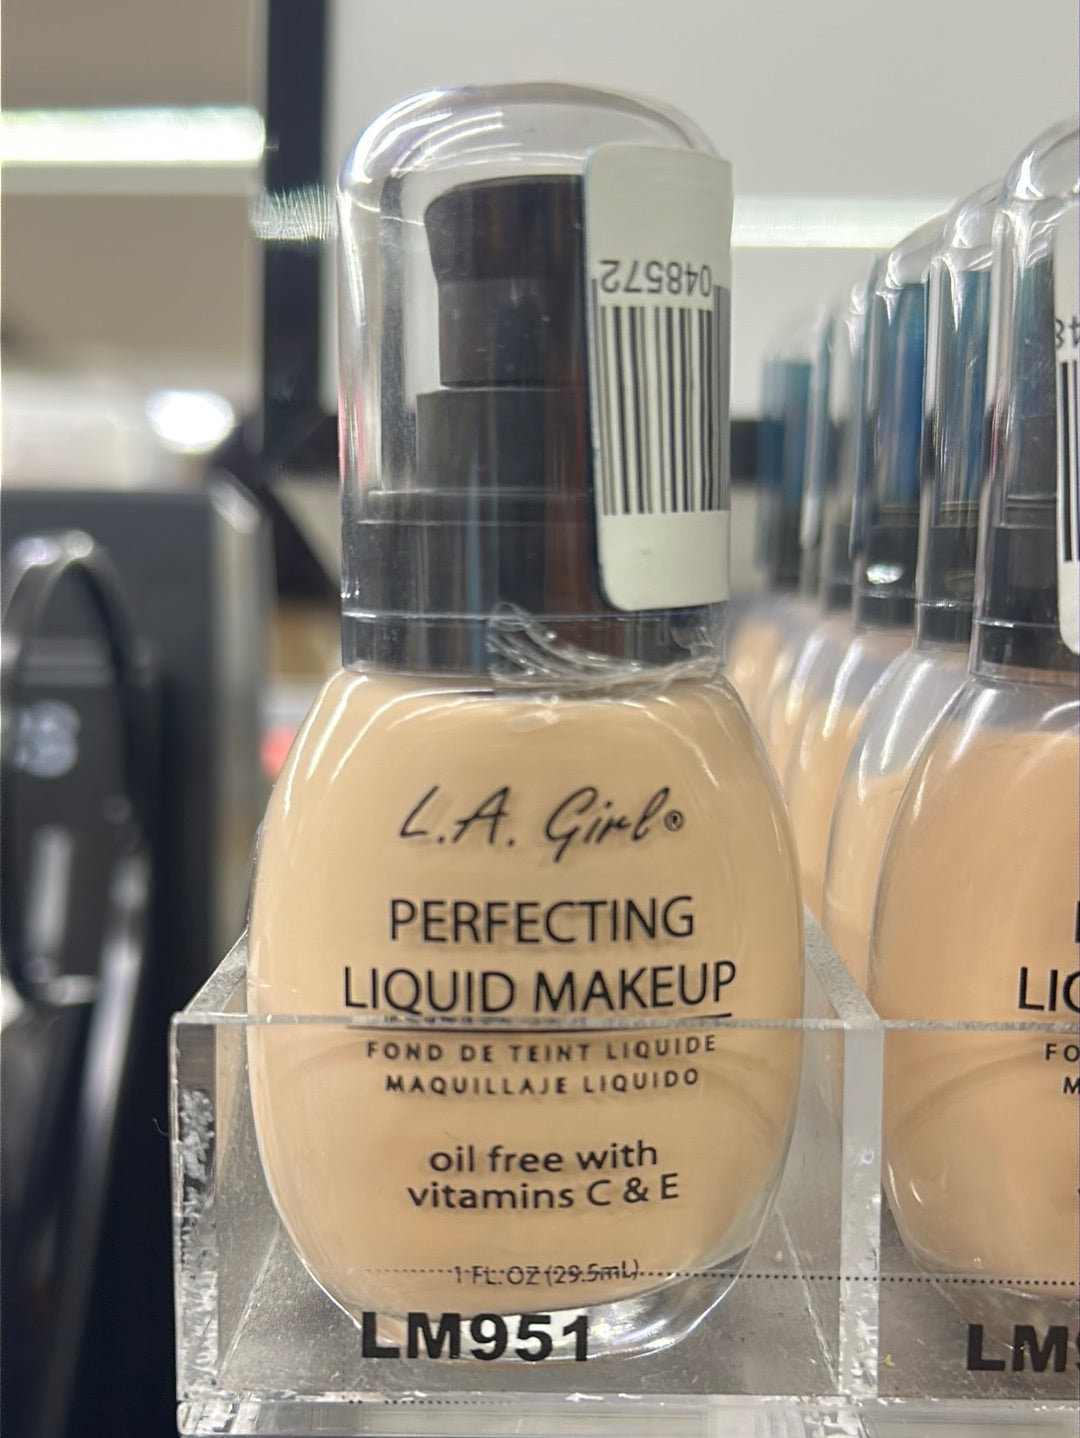 048572
L.A. Girl®
PERFECTING
LIQUID MAKEUP
FOND DE TEINT LIQUIDE
MAQUILLAJE LIQUIDO
oil free with
vitamins C & E
1 FL. OZ (29.5mL)
LM951
LM9